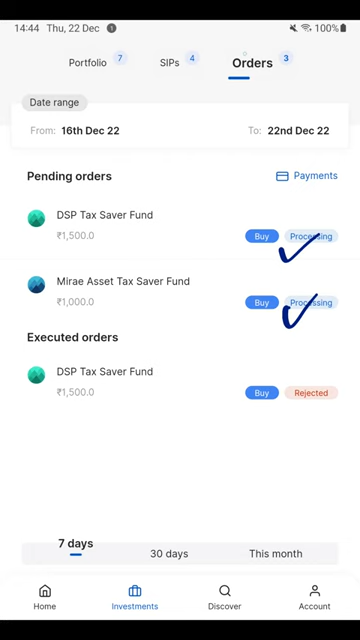 14:44 Thu, 22 Dec 100%
Portfolio 7 SIPs 4 Orders 3
Date range
From: 16th Dec 22 To: 22nd Dec 22
Pending orders Payments
DSP Tax Saver Fund
₹1,500.0 Buy Processing
Mirae Asset Tax Saver Fund
₹1,000.0 Buy Processing
Executed orders
DSP Tax Saver Fund
₹1,500.0 Buy Rejected
7 days 30 days This month
Home Investments Discover Account